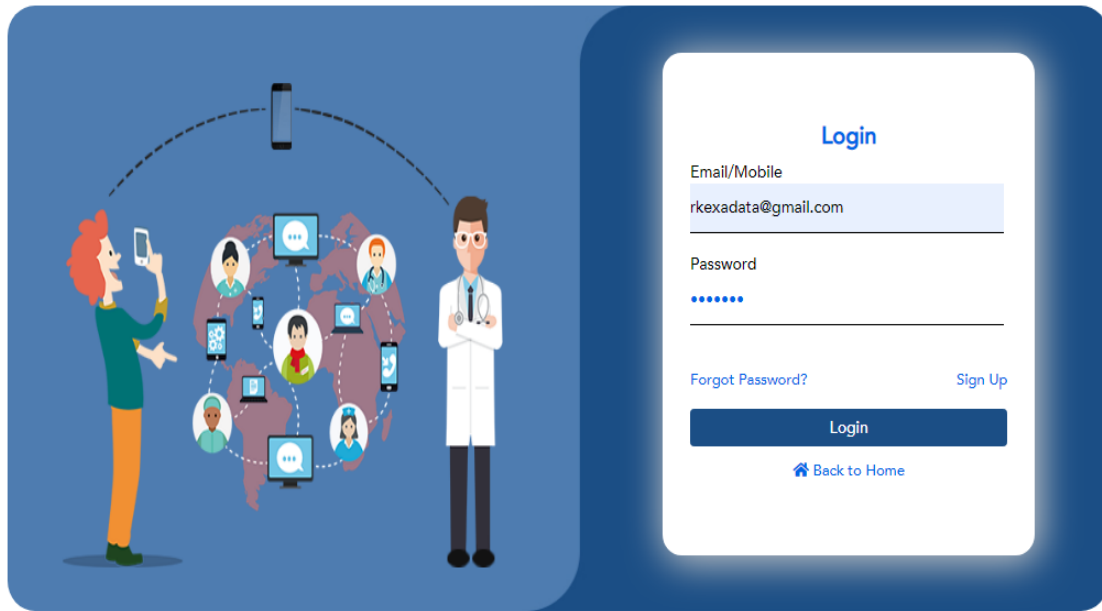 Login
Email/Mobile
rkexadata@gmail.com
Password
•••••••
Forgot Password? Sign Up
Login
Back to Home